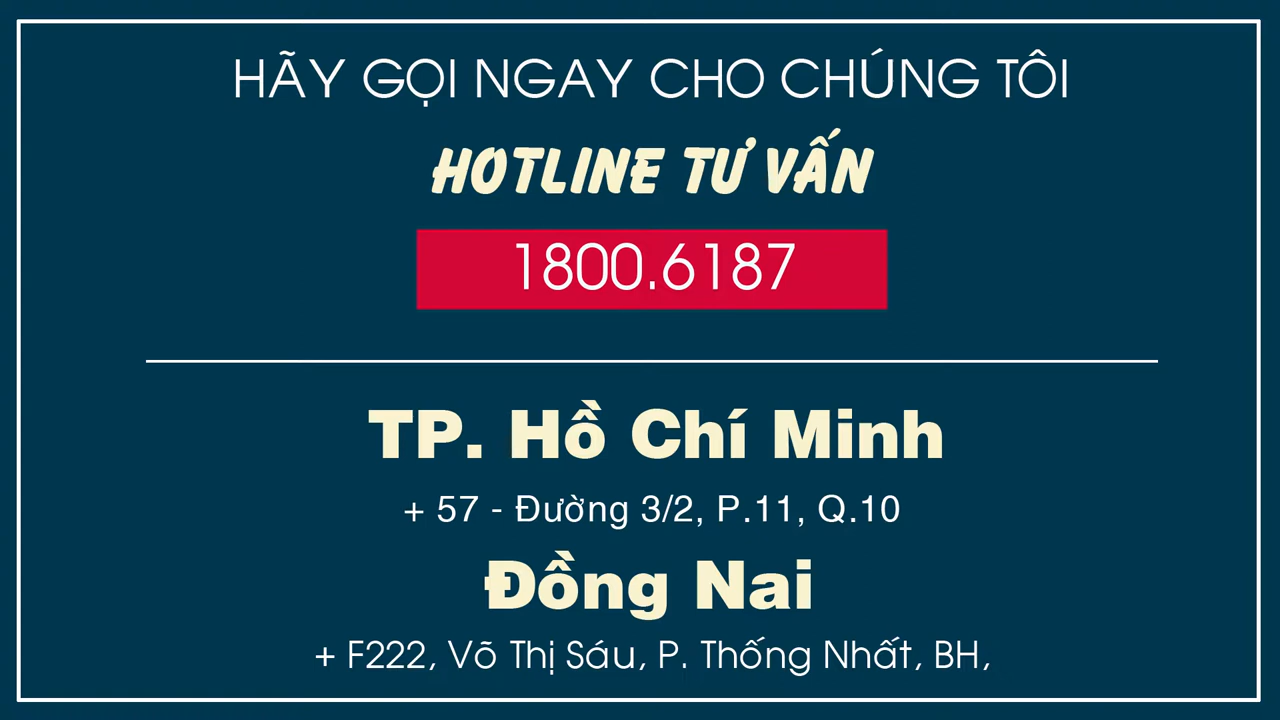 HÃY GỌI NGAY CHO CHÚNG TÔI
HOTLINE TƯ VẤN
1800.6187
TP. Hồ Chí Minh
+ 57 - Đường 3/2, P.11, Q.10
Đồng Nai
+ F222, Võ Thị Sáu, P. Thống Nhất, BH,